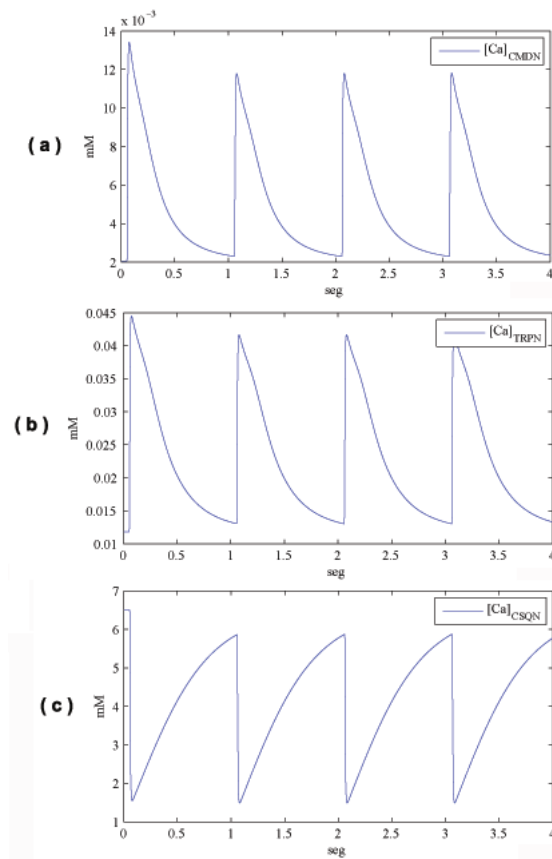 x 10⁻³
14
12
10
8
6
4
2
mM
( a )
[Ca]CMDN
0 0.5 1 1.5 2 2.5 3 3.5 4
seg
0.045
0.04
0.035
0.03
0.025
0.02
0.015
0.01
mM
( b )
[Ca]TRPN
0 0.5 1 1.5 2 2.5 3 3.5 4
seg
7
6
5
4
3
2
1
mM
( c )
[Ca]CSQN
0 0.5 1 1.5 2 2.5 3 3.5 4
seg